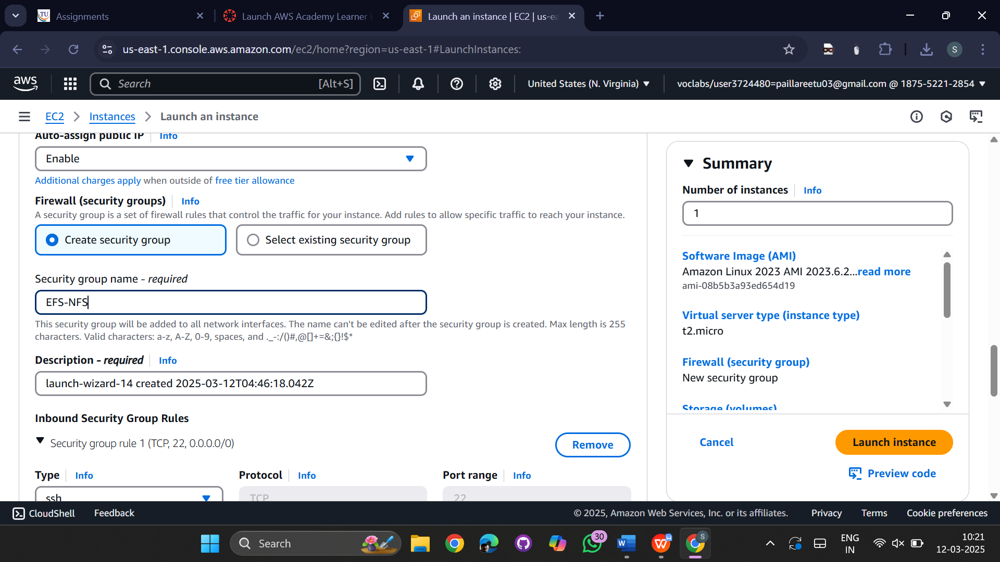 Assignments
Launch AWS Academy Learner
Launch an instance | EC2 | us-ea
us-east-1.console.aws.amazon.com/ec2/home?region=us-east-1#LaunchInstances:
S
aws
Search
[Alt+S]
United States (N. Virginia)
voclabs/user3724480=paillareetu03@gmail.com @ 1875-5221-2854
EC2
Instances
Launch an instance
Auto-assign public IP
Info
Enable
Additional charges apply when outside of free tier allowance
Firewall (security groups)
Info
A security group is a set of firewall rules that control the traffic for your instance. Add rules to allow specific traffic to reach your instance.
Create security group
Select existing security group
Security group name - required
EFS-NFS
This security group will be added to all network interfaces. The name can't be edited after the security group is created. Max length is 255
characters. Valid characters: a-z, A-Z, 0-9, spaces, and ._-:/()#,@[]+=&;{}!$*
Description - required
Info
launch-wizard-14 created 2025-03-12T04:46:18.042Z
Inbound Security Group Rules
Security group rule 1 (TCP, 22, 0.0.0.0/0)
Remove
Type
Info
Protocol
Info
Port range
Info
ssh
TCP
22
Summary
Number of instances
Info
1
Software Image (AMI)
Amazon Linux 2023 AMI 2023.6.2...read more
ami-08b5b3a93ed654d19
Virtual server type (instance type)
t2.micro
Firewall (security group)
New security group
Storage (volumes)
Cancel
Launch instance
Preview code
CloudShell
Feedback
© 2025, Amazon Web Services, Inc. or its affiliates.
Privacy
Terms
Cookie preferences
Search
30
S
ENG
IN
10:21
12-03-2025